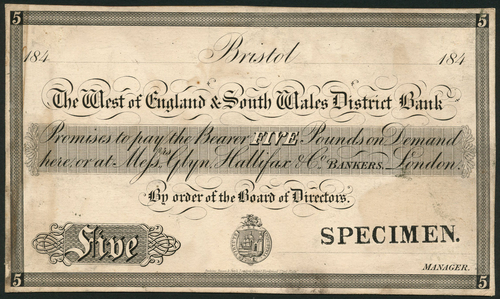 5 5
184 Bristol 184
The West of England & South Wales District Bank
Promises to pay the Bearer FIVE Pounds on Demand
here, or at Mess.rs Glyn, Hallifax & Co. BANKERS, London.
By order of the Board of Directors.
Five SPECIMEN.
MANAGER.
5 5